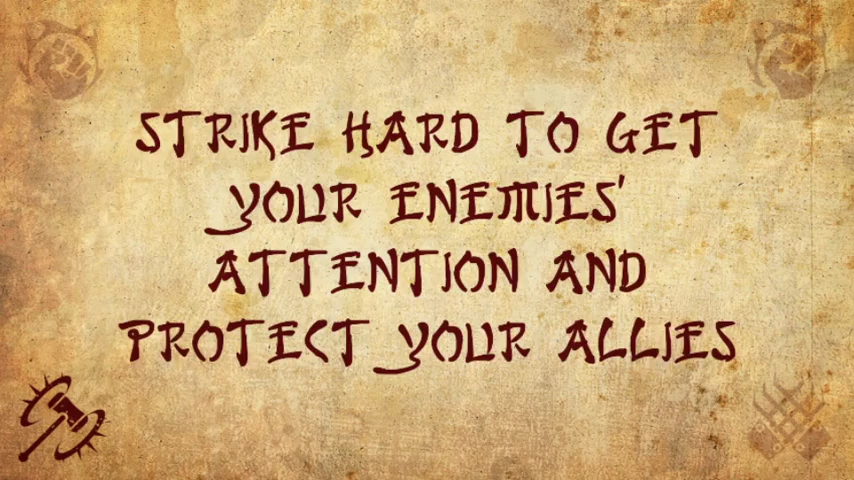 STRIKE HARD TO GET
YOUR ENEMIES'
ATTENTION AND
PROTECT YOUR ALLIES